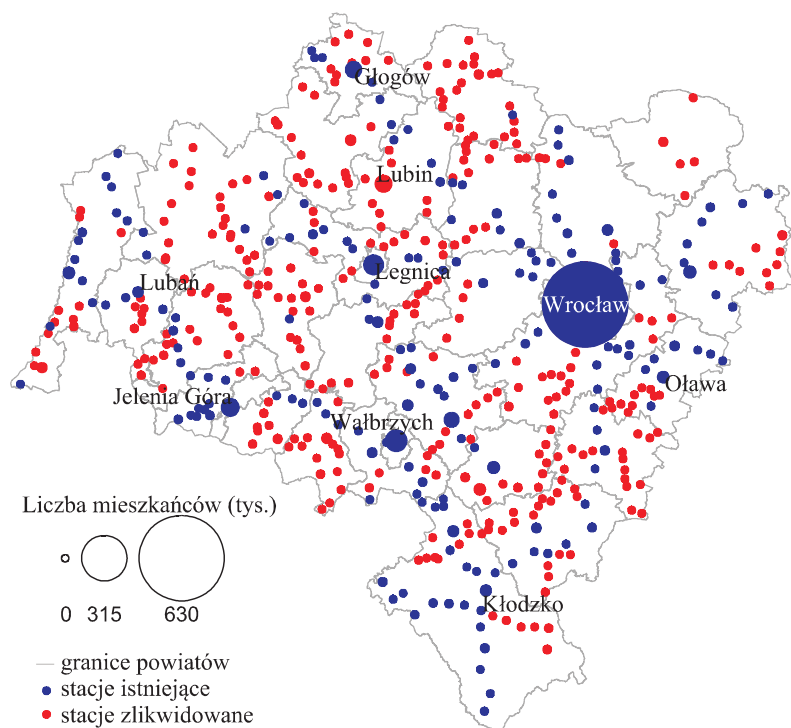 Głogów
Lubin
Legnica
Lubań
Wrocław
Jelenia Góra
Oława
Wałbrzych
Liczba mieszkańców (tys.)
0 315 630
Kłodzko
granice powiatów
stacje istniejące
stacje zlikwidowane